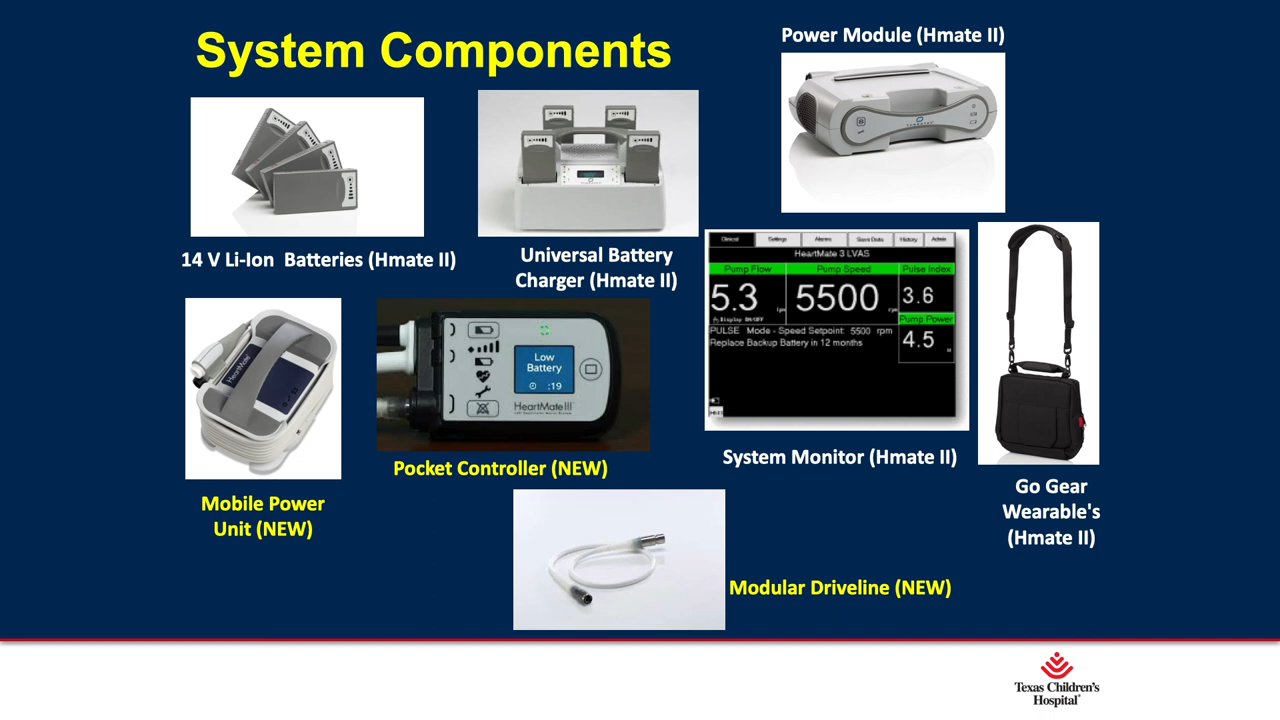 System Components
Power Module (Hmate II)
14 V Li-Ion Batteries (Hmate II)
Universal Battery
Charger (Hmate II)
Clinical Settings Alarms Save Data History Admin
HeartMate 3 LVAS
Pump Flow Pump Speed Pulse Index
5.3 5500 3.6
Display ON/OFF
Pump Power
PULSE Mode - Speed Setpoint: 5500 rpm
4.5
Replace Backup Battery in 12 months
System Monitor (Hmate II)
HeartMate
Mobile Power
Unit (NEW)
Low
Battery
:19
HeartMate III
Pocket Controller (NEW)
Go Gear
Wearable's
(Hmate II)
Modular Driveline (NEW)
Texas Children's
Hospital®